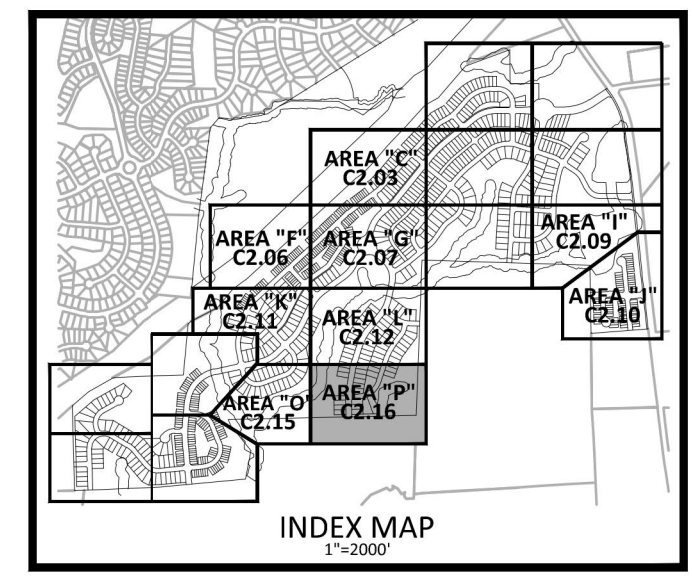 AREA "C"
C2.03
AREA "F"
C2.06
AREA "G"
C2.07
AREA "I"
C2.09
AREA "J"
C2.10
AREA "K"
C2.11
AREA "L"
C2.12
AREA "O"
C2.15
AREA "P"
C2.16
INDEX MAP
1"=2000'